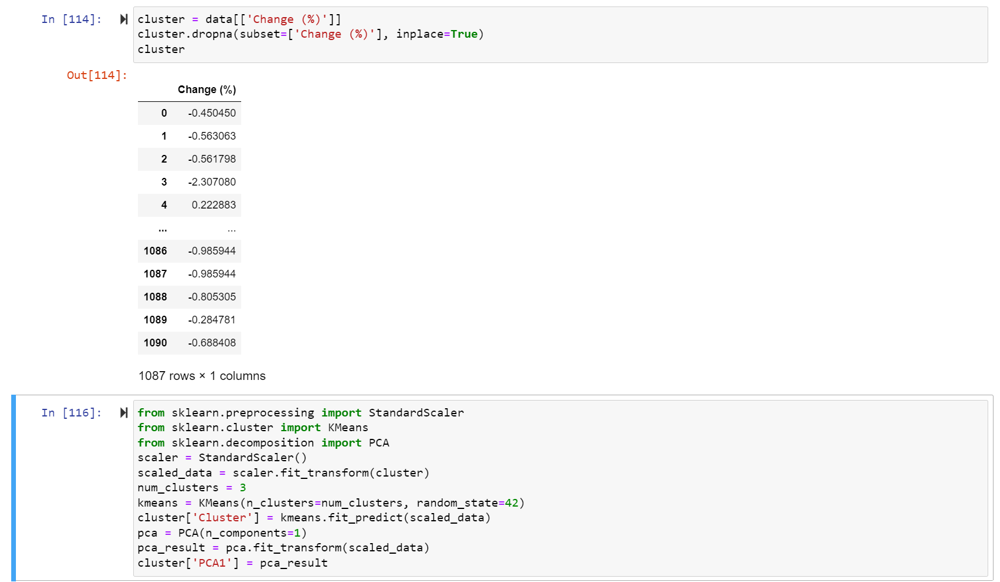 In [114]:
cluster = data[['Change (%)']]
cluster.dropna(subset=['Change (%)'], inplace=True)
cluster
Out[114]:
Change (%)
0 -0.450450
1 -0.563063
2 -0.561798
3 -2.307080
4 0.222883
... ...
1086 -0.985944
1087 -0.985944
1088 -0.805305
1089 -0.284781
1090 -0.688408
1087 rows × 1 columns
In [116]:
from sklearn.preprocessing import StandardScaler
from sklearn.cluster import KMeans
from sklearn.decomposition import PCA
scaler = StandardScaler()
scaled_data = scaler.fit_transform(cluster)
num_clusters = 3
kmeans = KMeans(n_clusters=num_clusters, random_state=42)
cluster['Cluster'] = kmeans.fit_predict(scaled_data)
pca = PCA(n_components=1)
pca_result = pca.fit_transform(scaled_data)
cluster['PCA1'] = pca_result